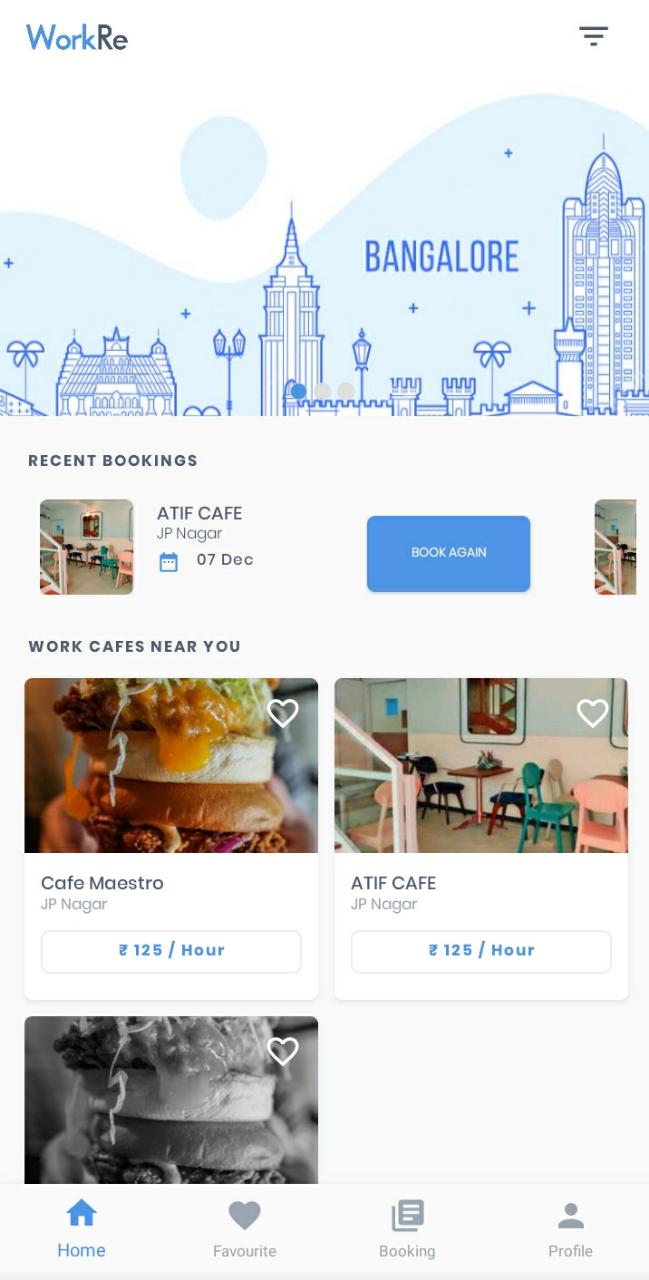 WorkRe
BANGALORE
RECENT BOOKINGS
ATIF CAFE
JP Nagar
07 Dec
BOOK AGAIN
WORK CAFES NEAR YOU
Cafe Maestro
JP Nagar
₹ 125 / Hour
ATIF CAFE
JP Nagar
₹ 125 / Hour
Home
Favourite
Booking
Profile